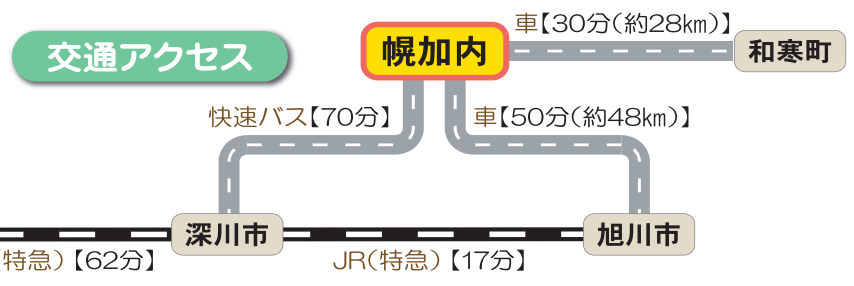 車【30分(約28km)】
交通アクセス
幌加内
和寒町
快速バス【70分】
車【50分(約48km)】
深川市
旭川市
(特急)【62分】
JR(特急)【17分】